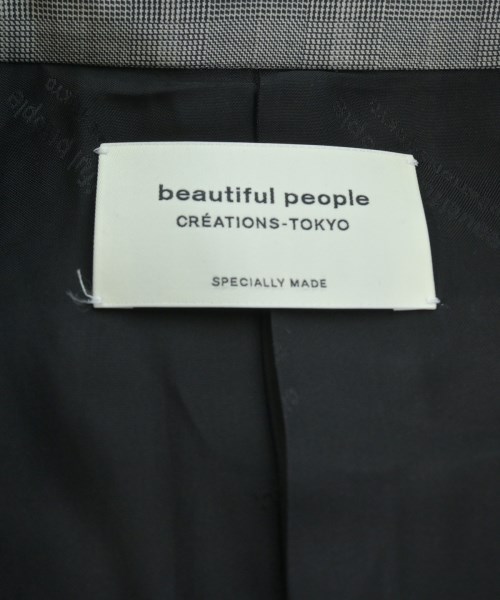 beautiful people
CRÉATIONS-TOKYO
SPECIALLY MADE